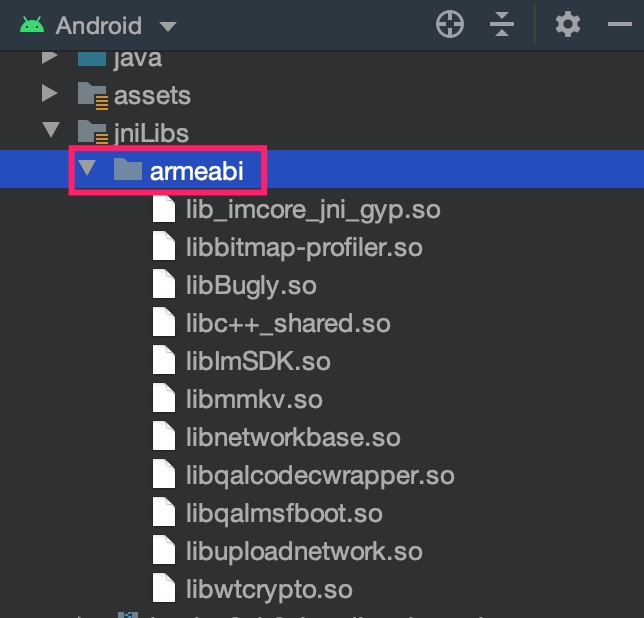 Android
java
assets
jniLibs
armeabi
lib_imcore_jni_gyp.so
libbitmap-profiler.so
libBugly.so
libc++_shared.so
libImSDK.so
libmmkv.so
libnetworkbase.so
libqalcodecwrapper.so
libqalmsfboot.so
libuploadnetwork.so
libwtcrypto.so